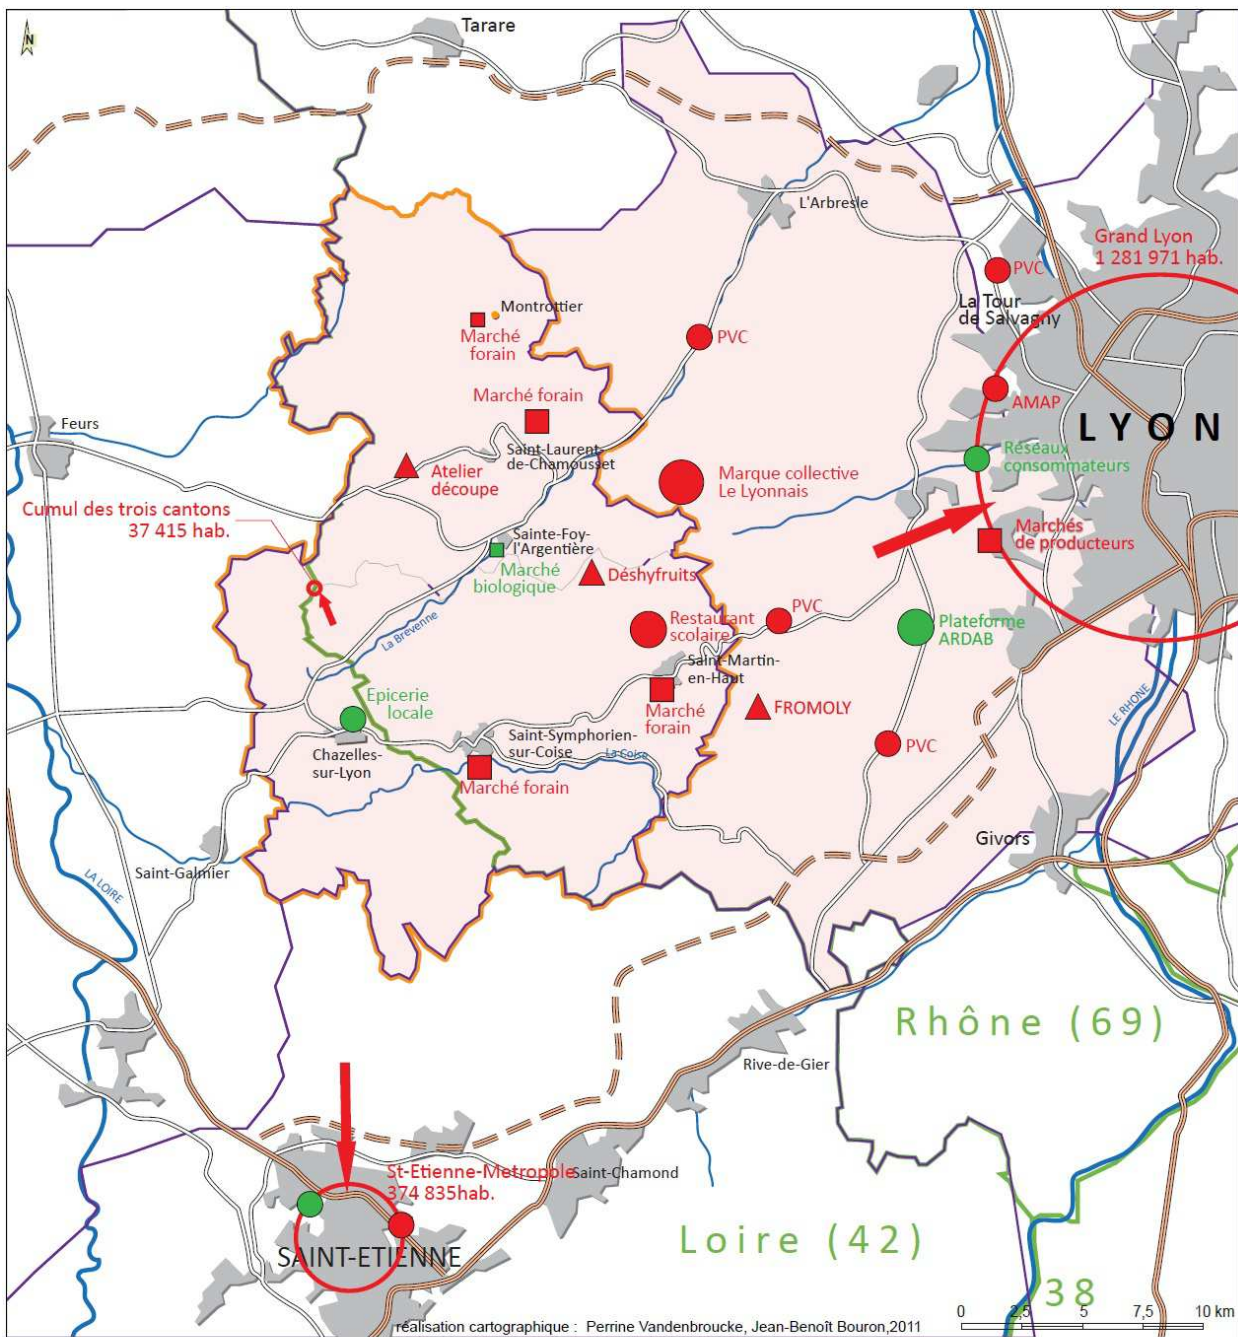 N
Tarare
L'Arbresle
Grand Lyon
1 281 971 hab.
PVC
La Tour
de Salvagny
Montrottier
Marché
forain
PVC
Marché forain
AMAP
LYON
Feurs
Saint-Laurent-
de-Chamousset
Réseaux
consommateurs
Atelier
découpe
Marque collective
Le Lyonnais
Cumul des trois cantons
37 415 hab.
Marchés
de producteurs
Sainte-Foy-
l'Argentière
Marché
biologique
Déshyfruits
PVC
La Brevenne
Restaurant
scolaire
Plateforme
ARDAB
Saint-Martin-
en-Haut
Epicerie
locale
Marché
forain
FROMOLY
LE RHONE
Chazelles-
sur-Lyon
Saint-Symphorien-
sur-Coise
La Coise
PVC
Marché forain
Givors
Saint-Galmier
LA LOIRE
Rhône (69)
Rive-de-Gier
St-Etienne-Metropole
374 835hab.
Saint-Chamond
SAINT-ETIENNE
Loire (42)
38
0 2,5 5 7,5 10 km
réalisation cartographique : Perrine Vandenbroucke, Jean-Benoît Bouron,2011